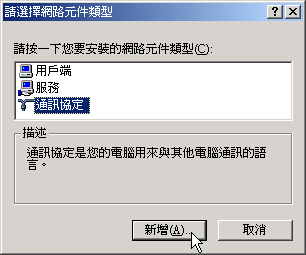 請選擇網路元件類型
請按一下您要安裝的網路元件類型(C):
用戶端
服務
通訊協定
描述
通訊協定是您的電腦用來與其他電腦通訊的語
言。
新增(A)... 取消